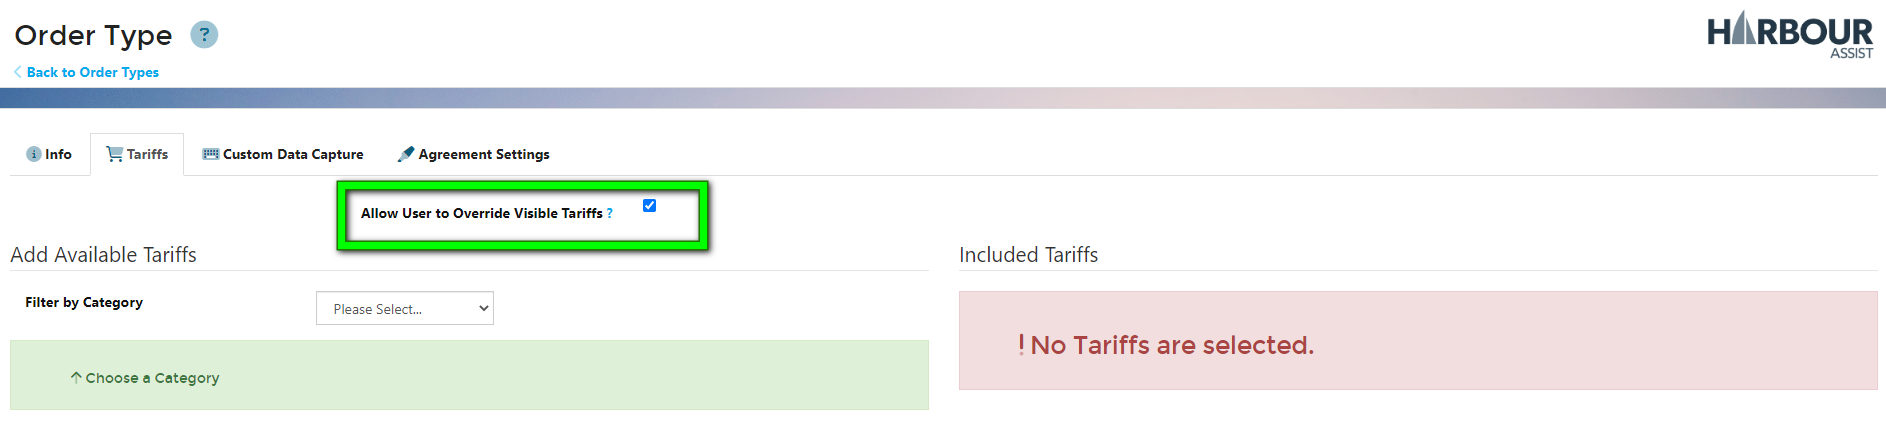 Order Type ?
HARBOUR
ASSIST
Back to Order Types
Info
Tariffs
Custom Data Capture
Agreement Settings
Allow User to Override Visible Tariffs ?
Add Available Tariffs
Included Tariffs
Filter by Category
Please Select...
! No Tariffs are selected.
Choose a Category